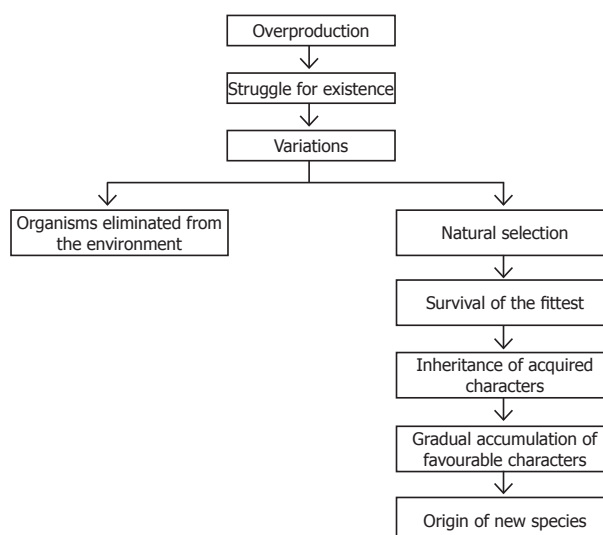 Overproduction
Struggle for existence
Variations
Organisms eliminated from
the environment
Natural selection
Survival of the fittest
Inheritance of acquired
characters
Gradual accumulation of
favourable characters
Origin of new species